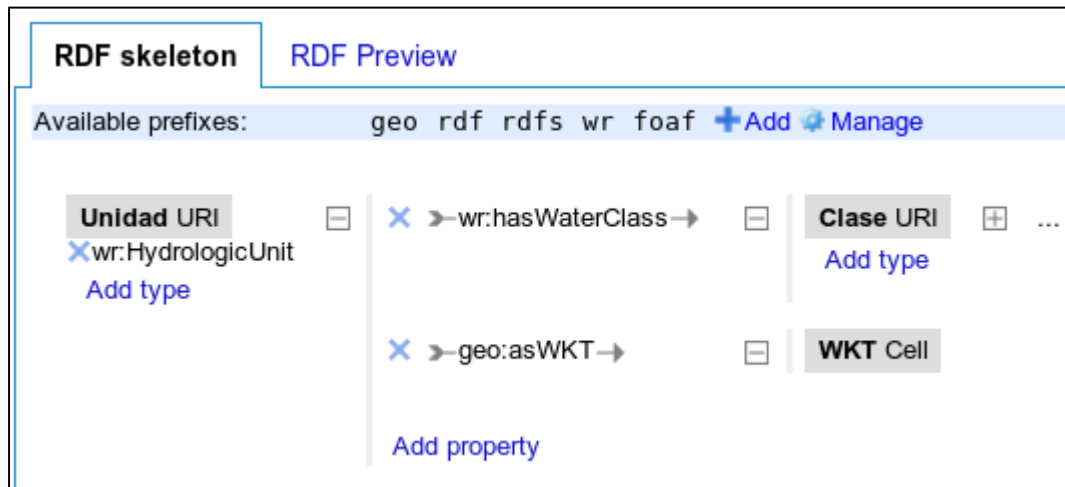 RDF skeleton RDF Preview
Available prefixes: geo rdf rdfs wr foaf Add Manage
Unidad URI wr:hasWaterClass Clase URI ...
wr:HydrologicUnit Add type
Add type
geo:asWKT WKT Cell
Add property